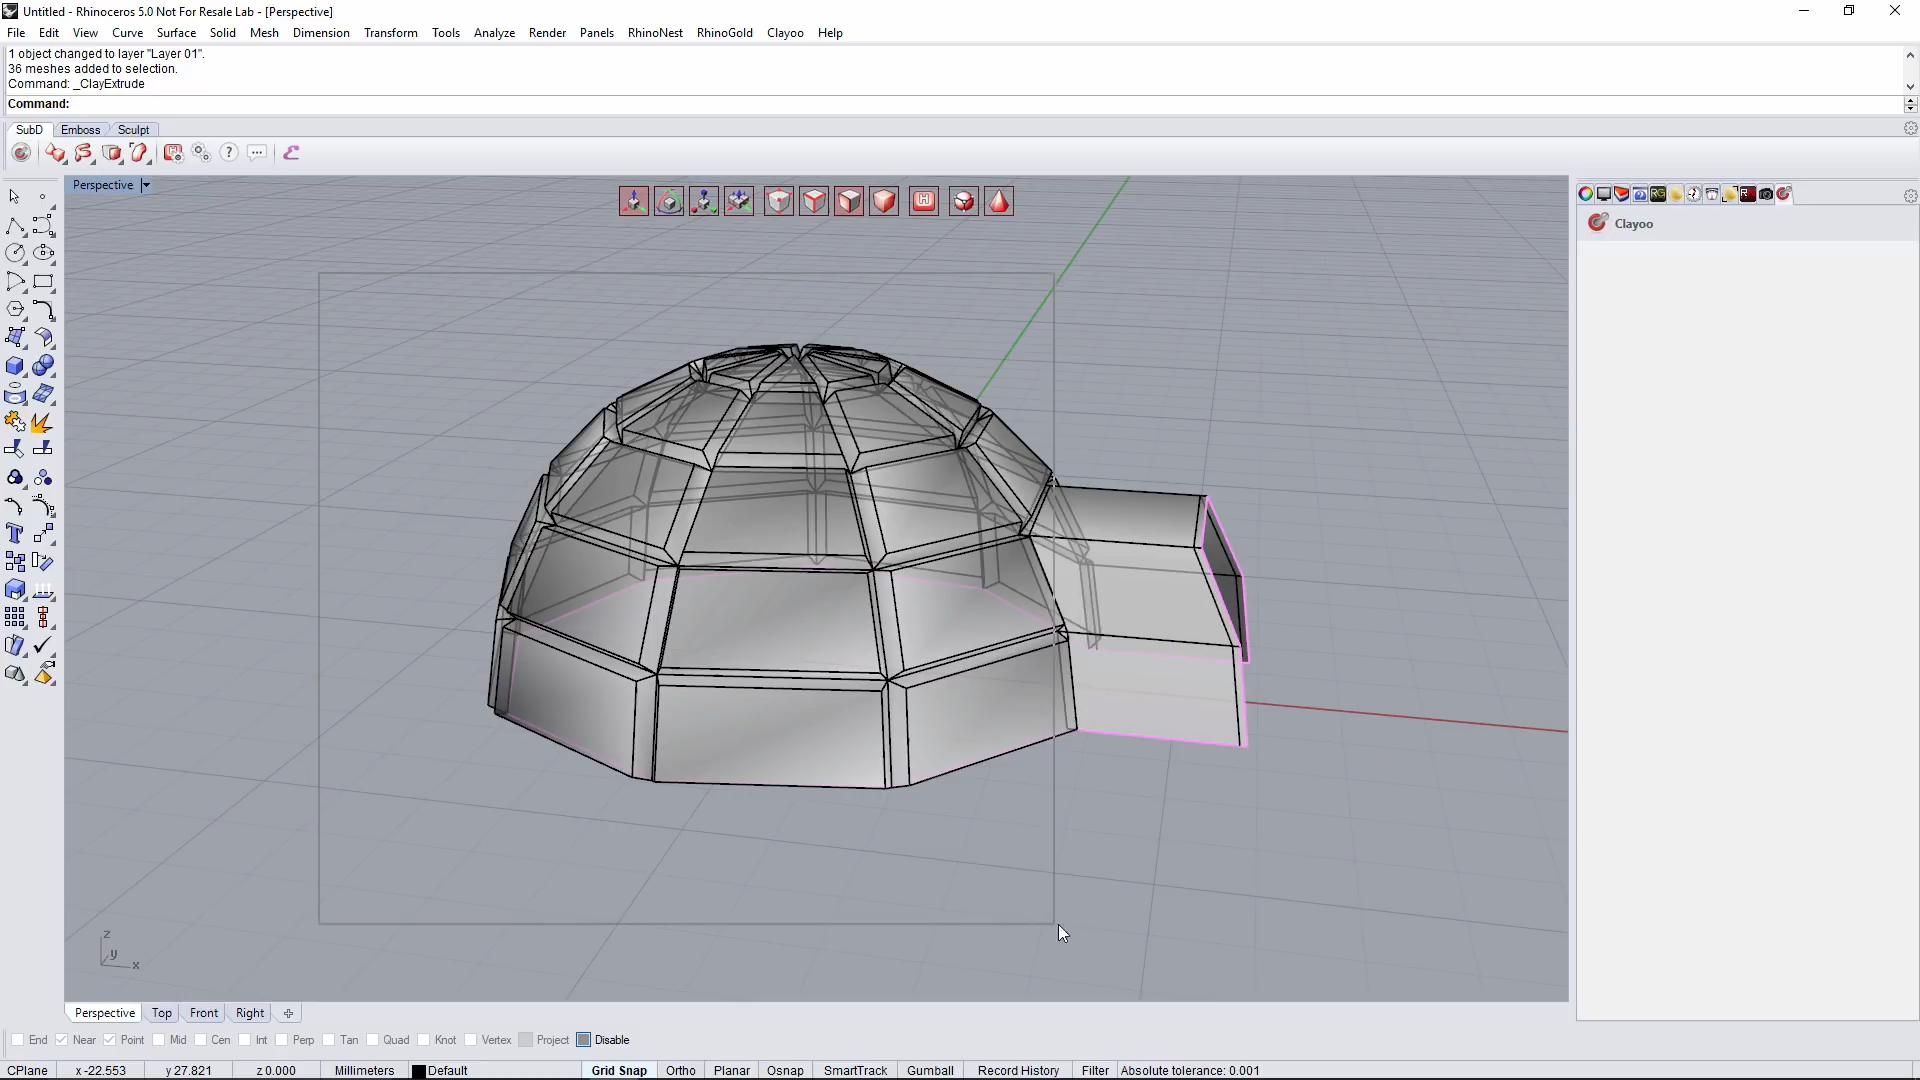 Untitled - Rhinoceros 5.0 Not For Resale Lab - [Perspective]
File Edit View Curve Surface Solid Mesh Dimension Transform Tools Analyze Render Panels RhinoNest RhinoGold Clayoo Help
1 object changed to layer "Layer 01".
36 meshes added to selection.
Command: _ClayExtrude
Command:
SubD Emboss Sculpt
Perspective
Clayoo
z
y
x
Perspective Top Front Right
End Near Point Mid Cen Int Perp Tan Quad Knot Vertex Project Disable
CPlane x -22.553 y 27.821 z 0.000 Millimeters Default Grid Snap Ortho Planar Osnap SmartTrack Gumball Record History Filter Absolute tolerance: 0.001